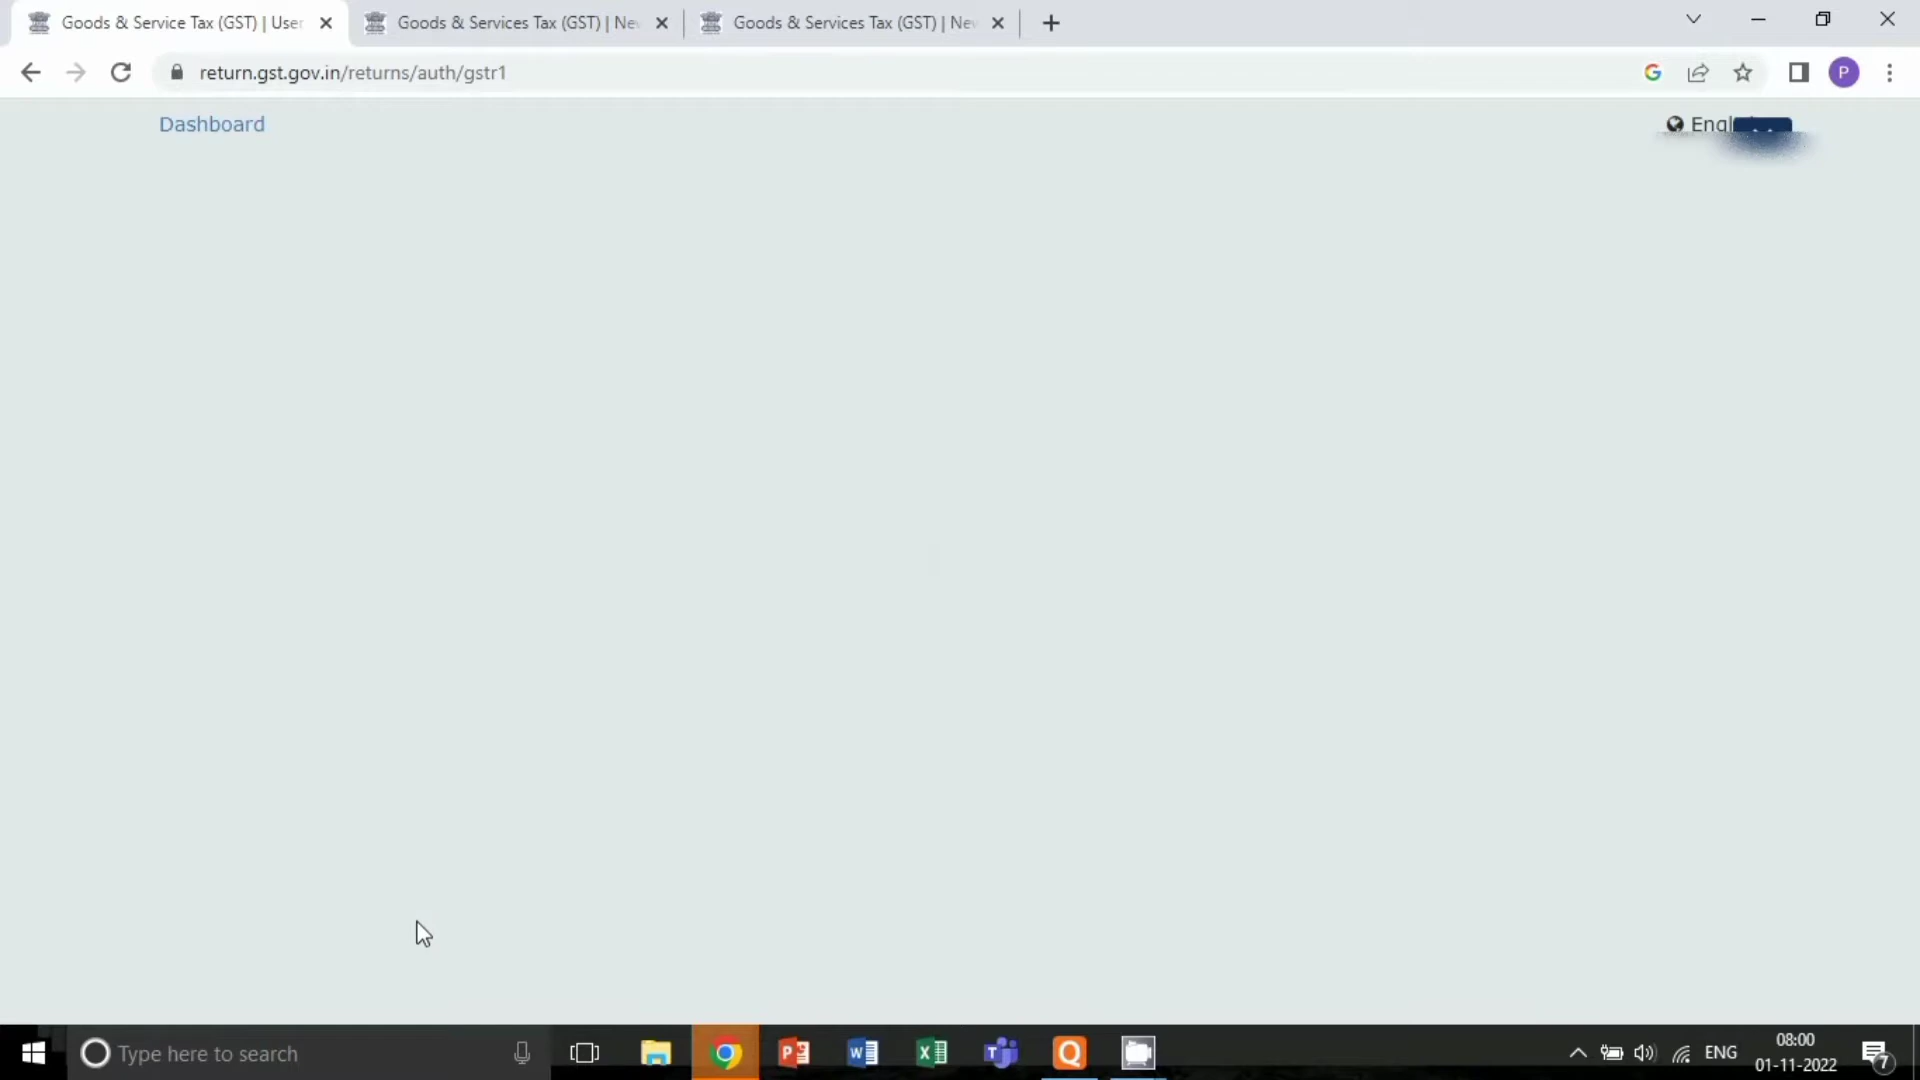 Goods & Service Tax (GST) | User
Goods & Services Tax (GST) | Ne
Goods & Services Tax (GST) | Ne
return.gst.gov.in/returns/auth/gstr1
P
Dashboard
Type here to search
ENG
08:00
01-11-2022
7